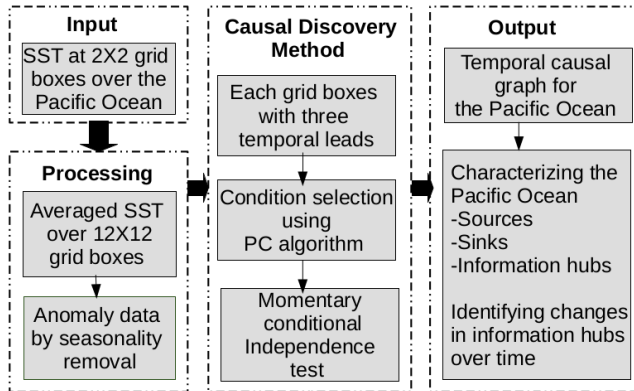 Input
SST at 2X2 grid
boxes over the
Pacific Ocean
Processing
Averaged SST
over 12X12
grid boxes
Anomaly data
by seasonality
removal
Causal Discovery
Method
Each grid boxes
with three
temporal leads
Condition selection
using
PC algorithm
Momentary
conditional
Independence
test
Output
Temporal causal
graph for
the Pacific Ocean
Characterizing the
Pacific Ocean
-Sources
-Sinks
-Information hubs
Identifying changes
in information hubs
over time